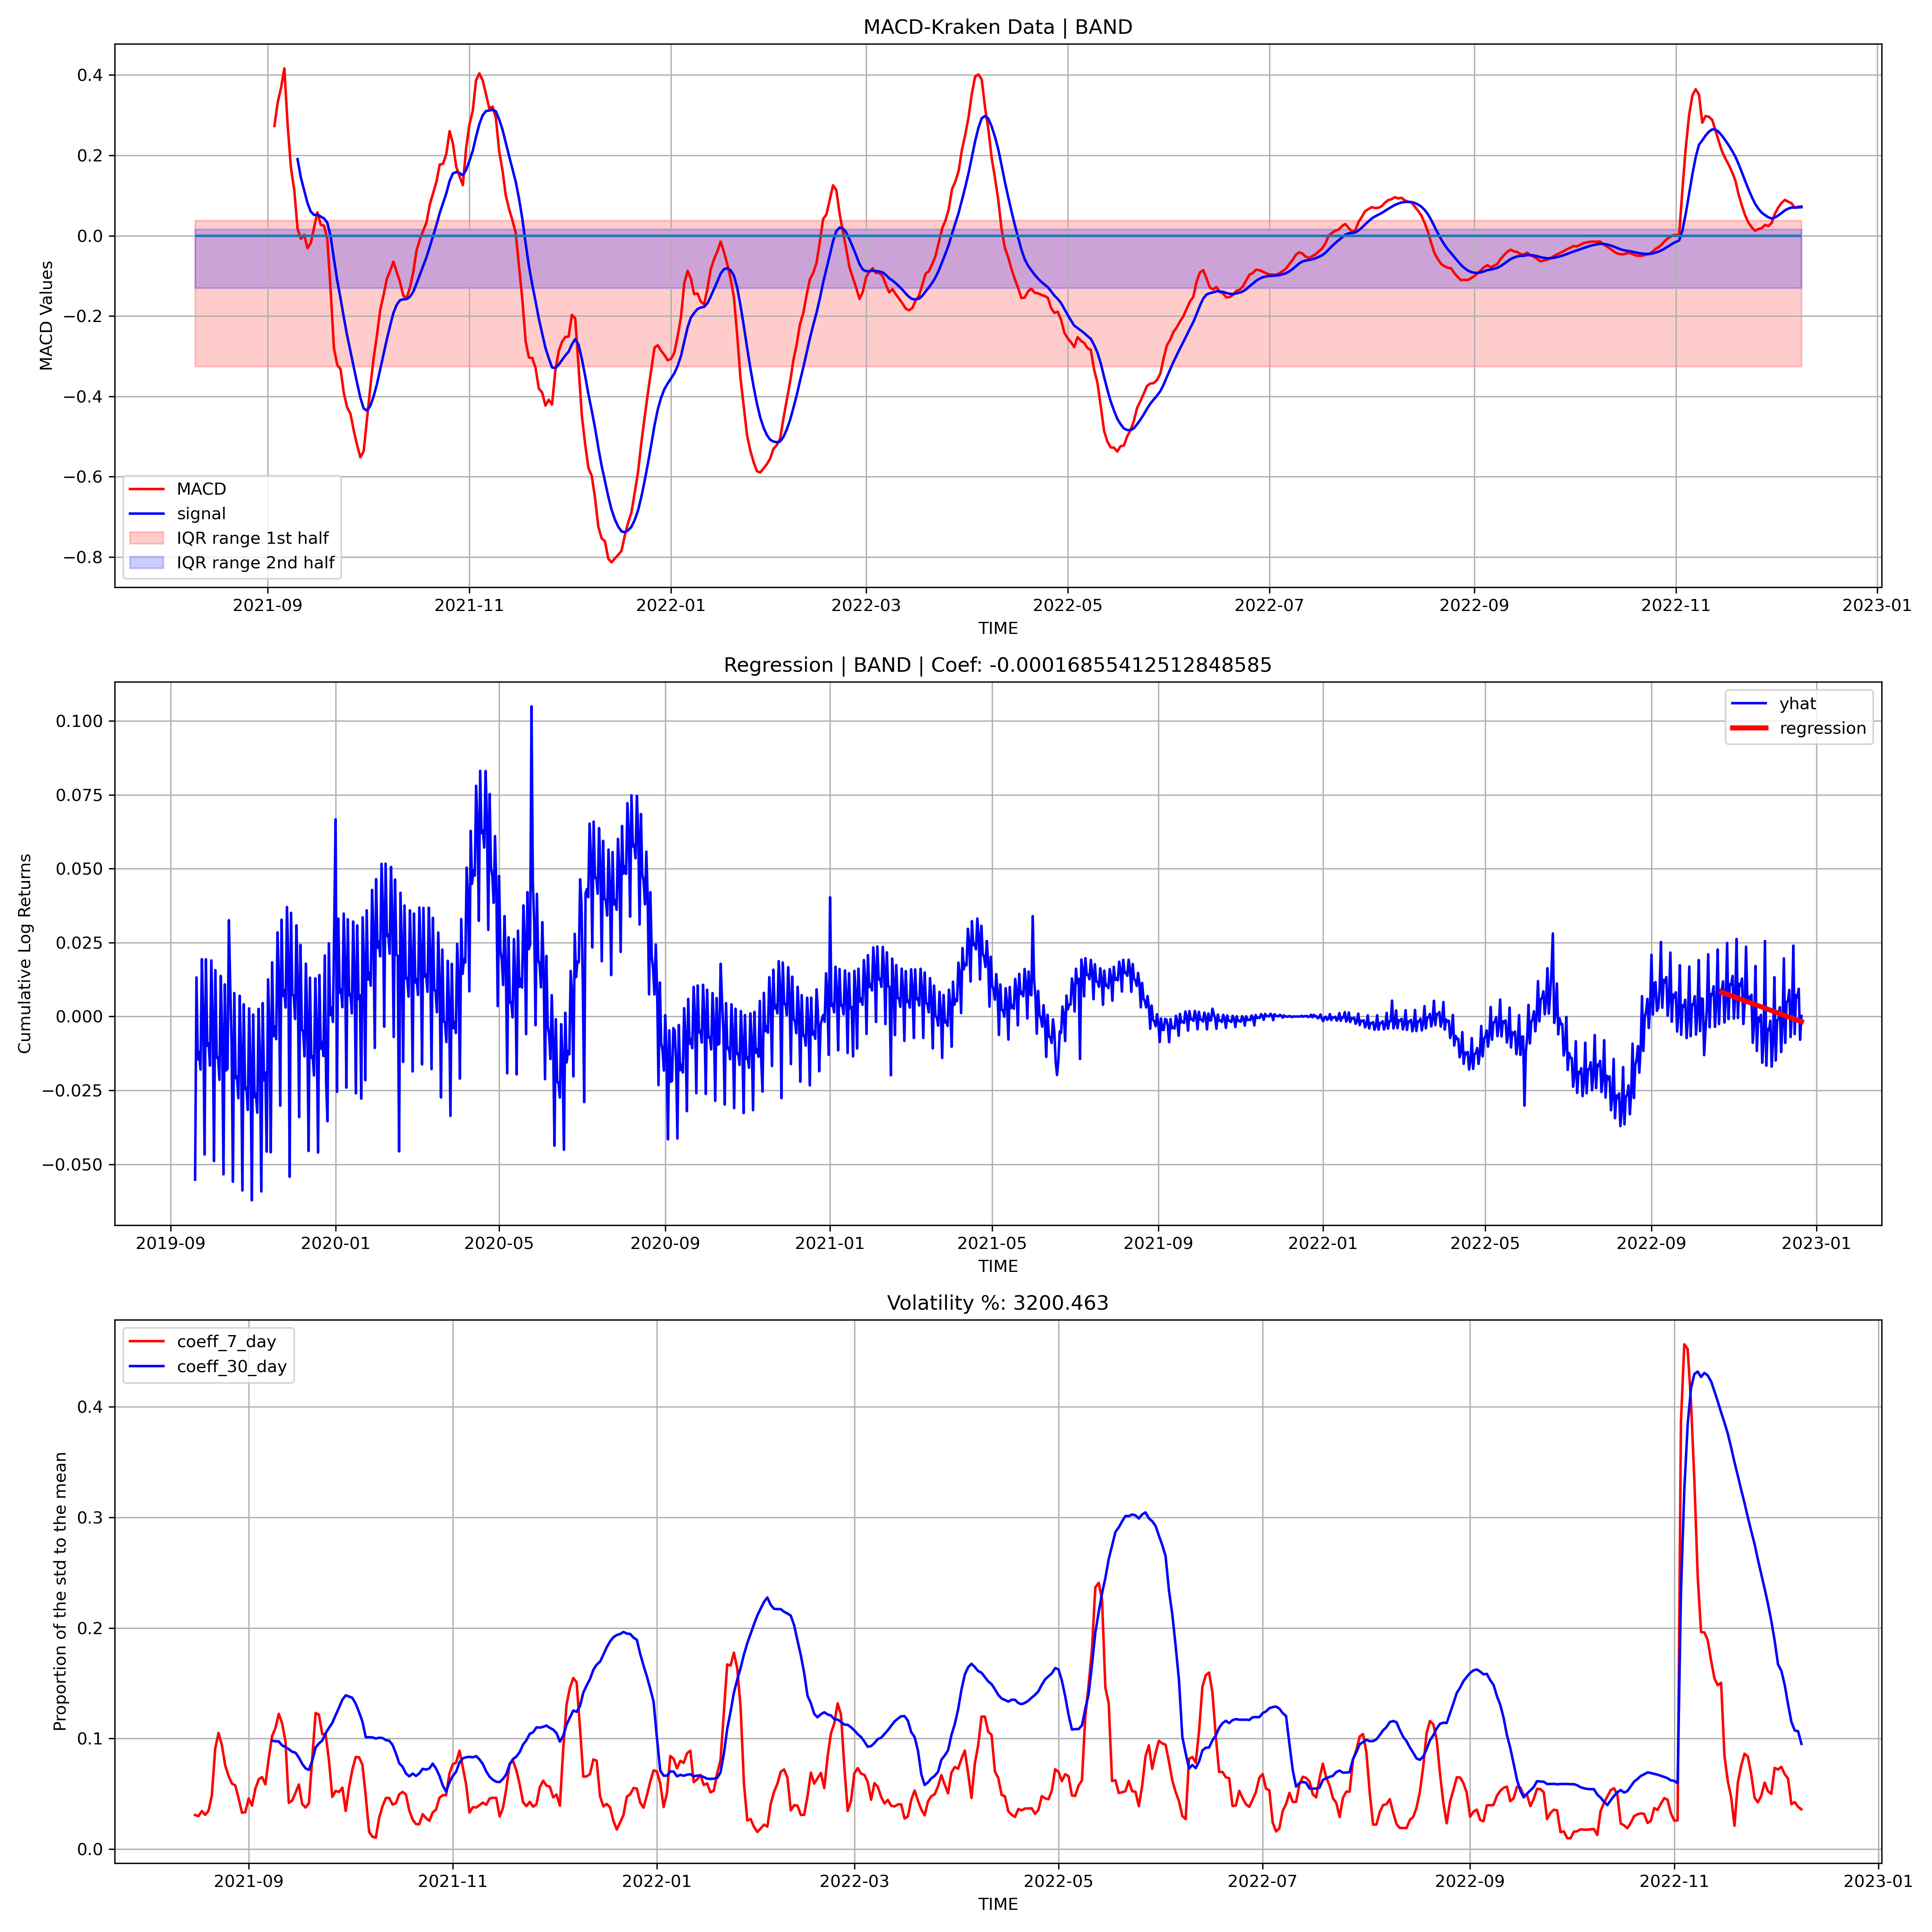 MACD-Kraken Data | BAND
MACD Values
0.4
0.2
0.0
−0.2
−0.4
−0.6
−0.8
MACD
signal
IQR range 1st half
IQR range 2nd half
2021-09 2021-11 2022-01 2022-03 2022-05 2022-07 2022-09 2022-11 2023-01
TIME
Regression | BAND | Coef: -0.00016855412512848585
Cumulative Log Returns
0.100
0.075
0.050
0.025
0.000
−0.025
−0.050
yhat
regression
2019-09 2020-01 2020-05 2020-09 2021-01 2021-05 2021-09 2022-01 2022-05 2022-09 2023-01
TIME
Volatility %: 3200.463
Proportion of the std to the mean
coeff_7_day
coeff_30_day
0.4
0.3
0.2
0.1
0.0
2021-09 2021-11 2022-01 2022-03 2022-05 2022-07 2022-09 2022-11 2023-01
TIME